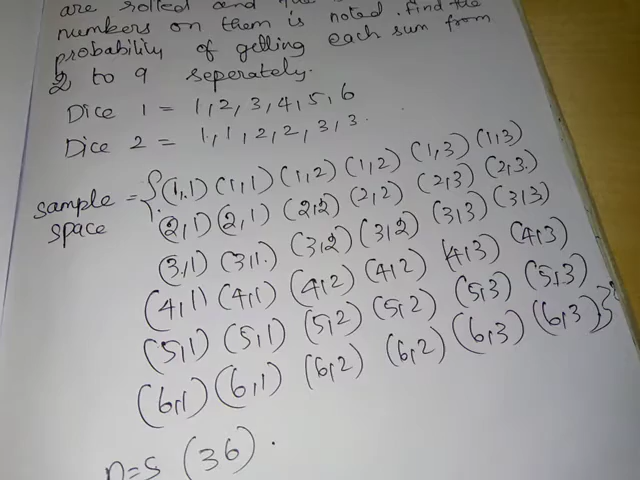 are rolled and the
numbers on them is noted. Find the
probability of getting each sum from
2 to 9 seperately.
Dice 1 = 1,2,3,4,5,6
Dice 2 = 1,1,2,2,3,3.
sample space = {(1,1) (1,1) (1,2) (1,2) (1,3) (1,3)
(2,1) (2,1) (2,2) (2,2) (2,3) (2,3)
(3,1) (3,1) (3,2) (3,2) (3,3) (3,3)
(4,1) (4,1) (4,2) (4,2) (4,3) (4,3)
(5,1) (5,1) (5,2) (5,2) (5,3) (5,3)
(6,1) (6,1) (6,2) (6,2) (6,3) (6,3)}
n=s (36).